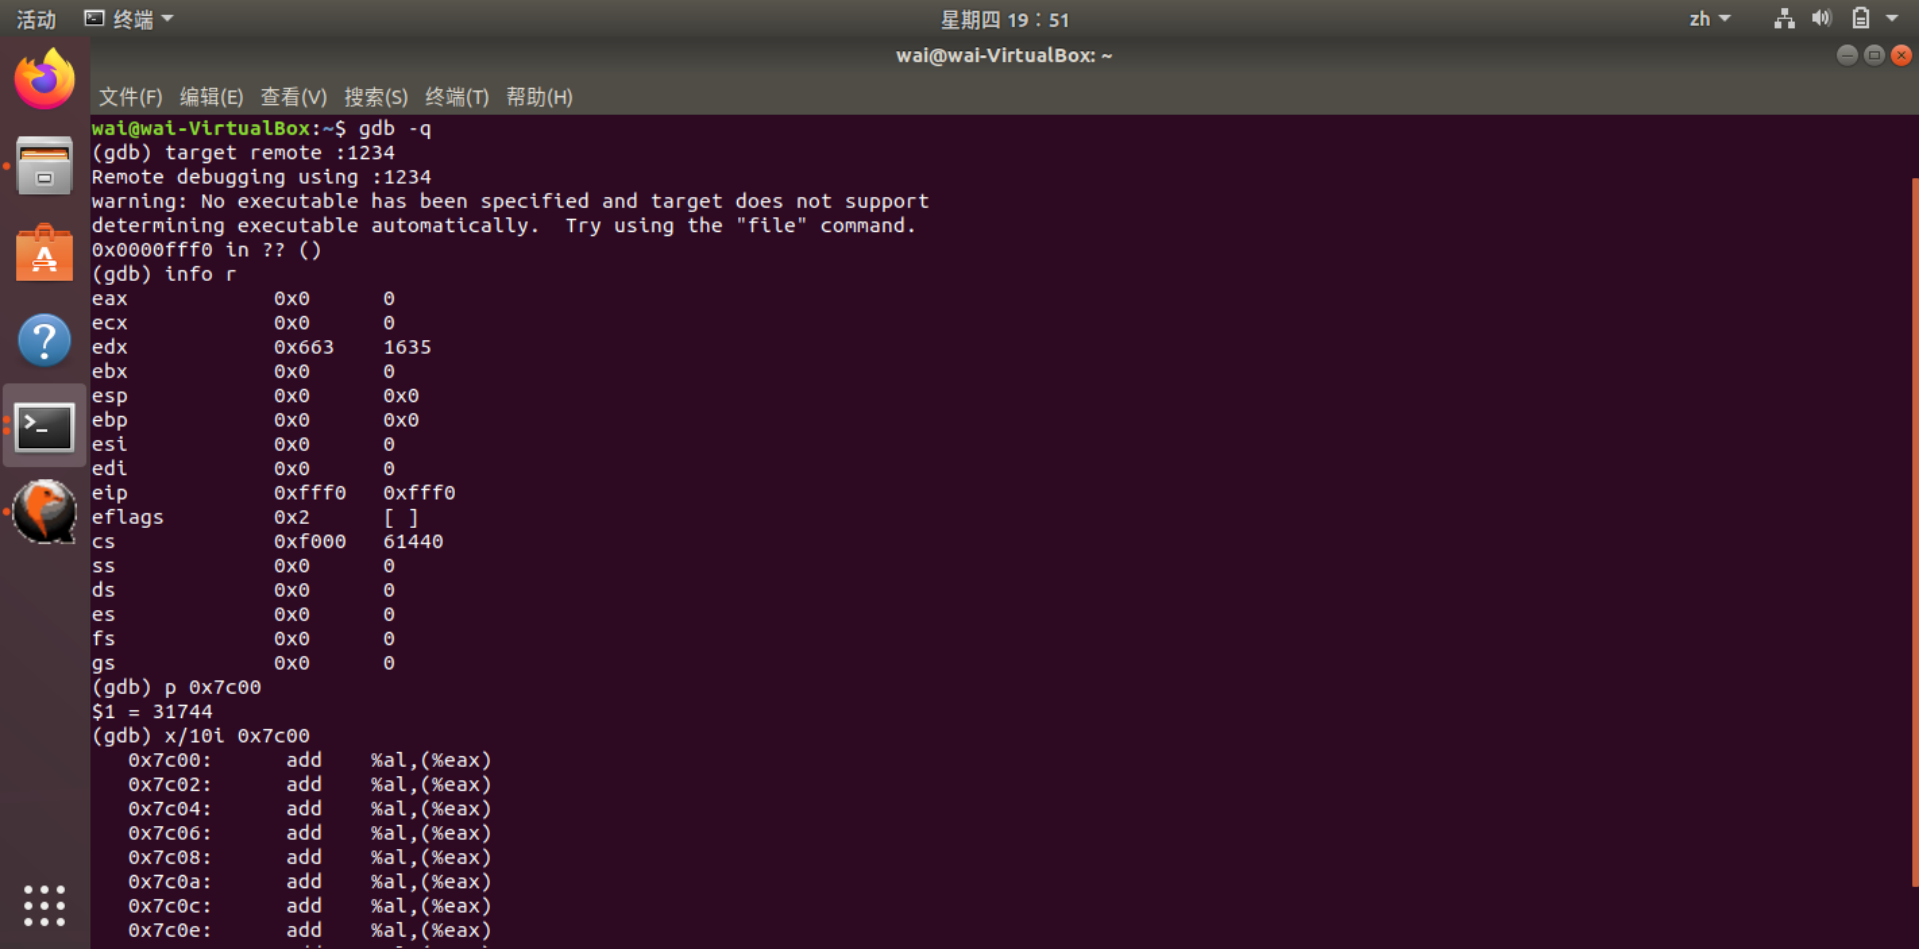 活动 终端 星期四 19：51 zh
wai@wai-VirtualBox: ~
文件(F) 编辑(E) 查看(V) 搜索(S) 终端(T) 帮助(H)
wai@wai-VirtualBox:~$ gdb -q
(gdb) target remote :1234
Remote debugging using :1234
warning: No executable has been specified and target does not support
determining executable automatically.  Try using the "file" command.
0x0000fff0 in ?? ()
(gdb) info r
eax            0x0      0
ecx            0x0      0
edx            0x663    1635
ebx            0x0      0
esp            0x0      0x0
ebp            0x0      0x0
esi            0x0      0
edi            0x0      0
eip            0xfff0   0xfff0
eflags         0x2      [ ]
cs             0xf000   61440
ss             0x0      0
ds             0x0      0
es             0x0      0
fs             0x0      0
gs             0x0      0
(gdb) p 0x7c00
$1 = 31744
(gdb) x/10i 0x7c00
   0x7c00:      add    %al,(%eax)
   0x7c02:      add    %al,(%eax)
   0x7c04:      add    %al,(%eax)
   0x7c06:      add    %al,(%eax)
   0x7c08:      add    %al,(%eax)
   0x7c0a:      add    %al,(%eax)
   0x7c0c:      add    %al,(%eax)
   0x7c0e:      add    %al,(%eax)